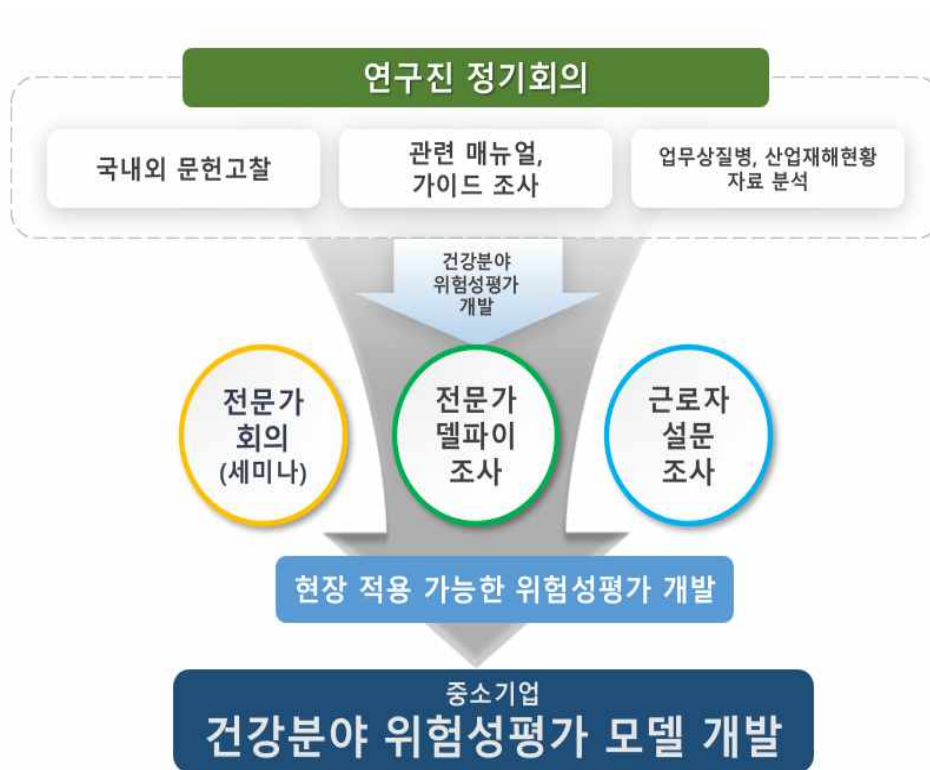 연구진 정기회의
국내외 문헌고찰
관련 매뉴얼,
가이드 조사
업무상질병, 산업재해현황
자료 분석
건강분야
위험성평가
개발
전문가
회의
(세미나)
전문가
델파이
조사
근로자
설문
조사
현장 적용 가능한 위험성평가 개발
중소기업
건강분야 위험성평가 모델 개발